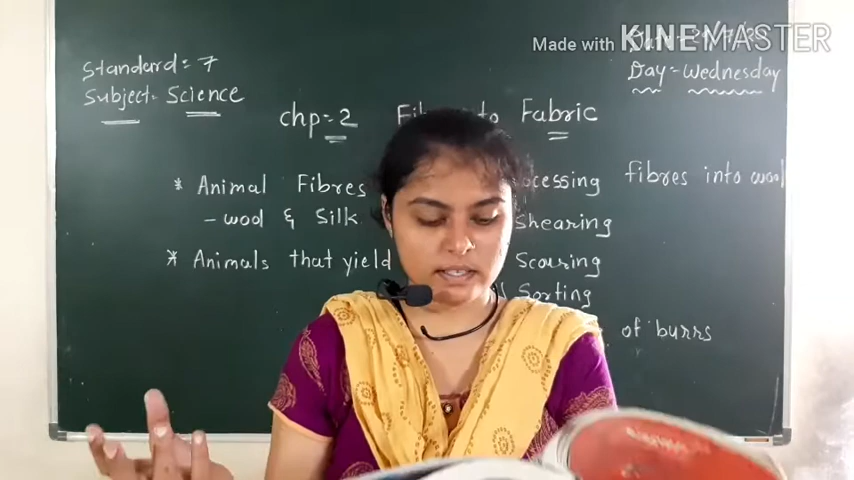 Made with KINEMASTER
Standard = 7
Subject = Science
Day = Wednesday
chp = 2 Fabric
* Animal Fibres
- wool & Silk
* Animals that yield
fibres into wool
Shearing
Scouring
Sorting
of burrs